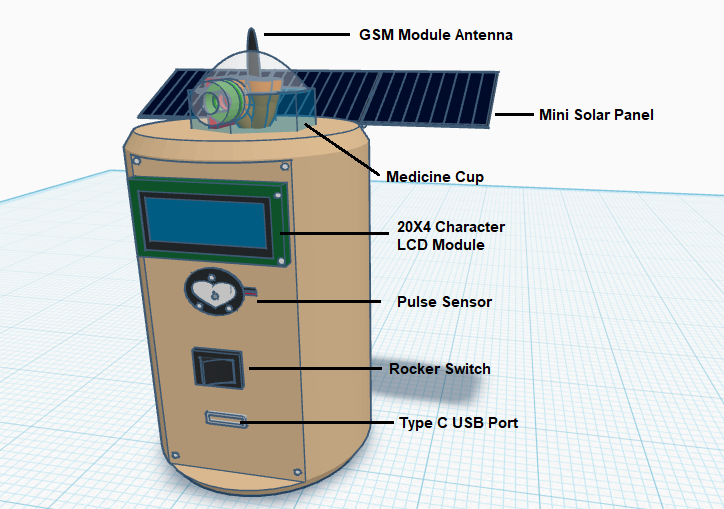 GSM Module Antenna
Mini Solar Panel
Medicine Cup
20X4 Character
LCD Module
Pulse Sensor
Rocker Switch
Type C USB Port